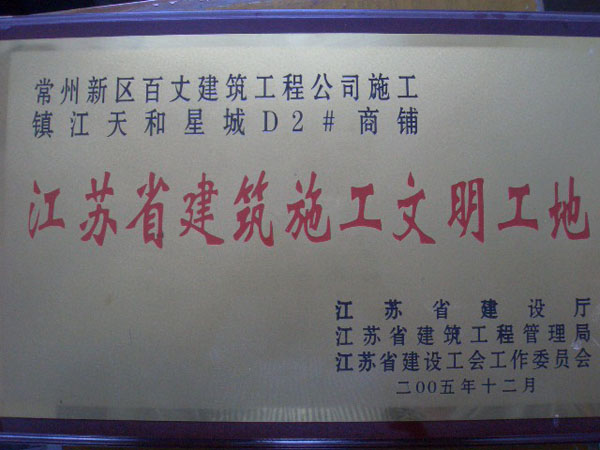 常州新区百丈建筑工程公司施工
镇江天和星城D2#商铺
江苏省建筑施工文明工地
江苏省建设厅
江苏省建筑工程管理局
江苏省建设工会工作委员会
二00五年十二月